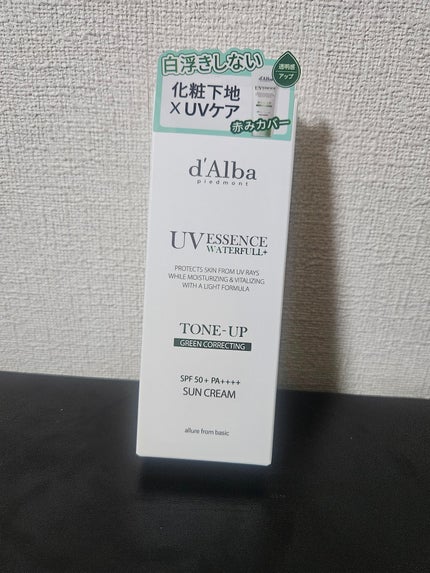 白浮きしない
透明感
アップ
化粧下地
×UVケア
赤みカバー
d'Alba
piedmont
UV ESSENCE
WATERFULL+
PROTECTS SKIN FROM UV RAYS
WHILE MOISTURIZING & VITALIZING
WITH A LIGHT FORMULA
TONE-UP
GREEN CORRECTING
SPF 50+ PA++++
SUN CREAM
allure from basic